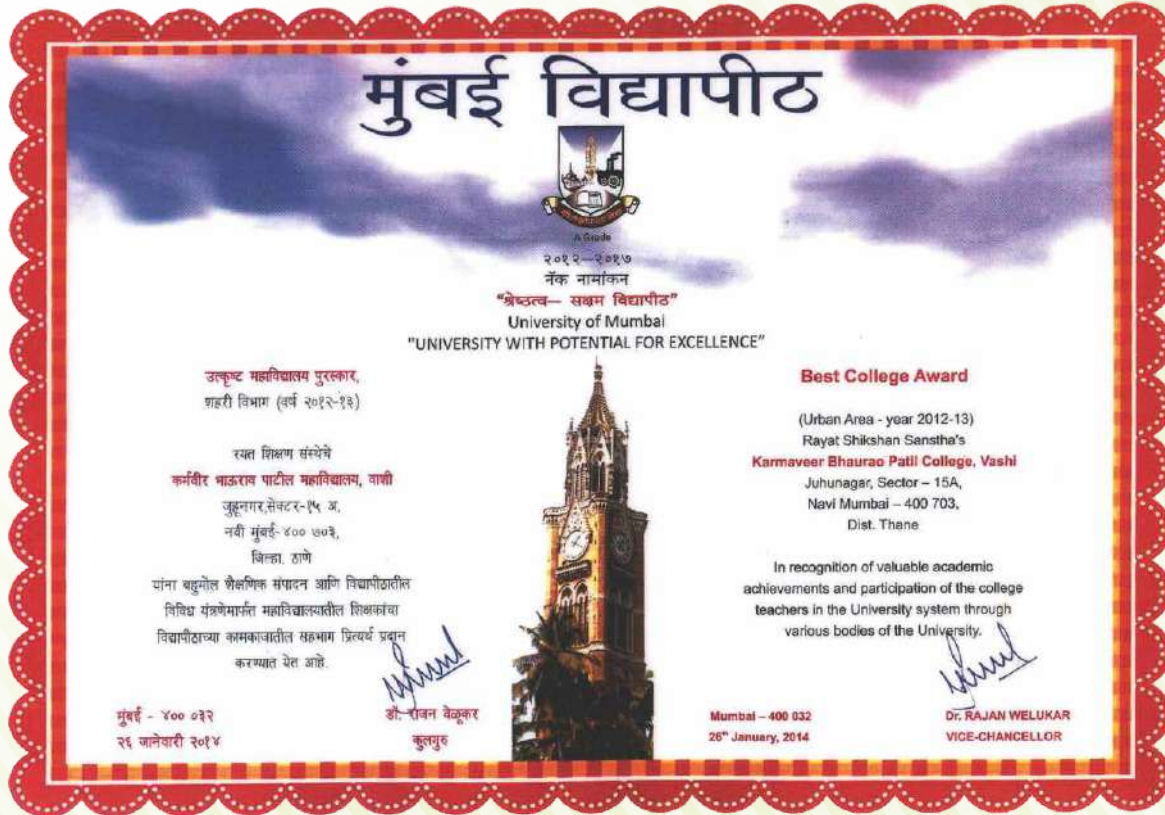 मुंबई विद्यापीठ
A Grade
२०१२–२०१७
नॅक नामांकन
"श्रेष्ठत्व– सक्षम विद्यापीठ"
University of Mumbai
"UNIVERSITY WITH POTENTIAL FOR EXCELLENCE"
उत्कृष्ट महाविद्यालय पुरस्कार,
शहरी विभाग (वर्ष २०१२-१३)
रयत शिक्षण संस्थेचे
कर्मवीर भाऊराव पाटील महाविद्यालय, वाशी
जुहूनगर,सेक्टर-१५ अ,
नवी मुंबई-४०० ७०३,
जिल्हा. ठाणे
यांना बहुमोल शैक्षणिक संपादन आणि विद्यापीठातील
विविध यंत्रणेमार्फत महाविद्यालयातील शिक्षकांचा
विद्यापीठाच्या कामकाजातील सहभाग प्रित्यर्थ प्रदान
करण्यात येत आहे.
मुंबई - ४०० ०३२
२६ जानेवारी २०१४
डॉ. राजन वेळूकर
कुलगुरु
Best College Award
(Urban Area - year 2012-13)
Rayat Shikshan Sanstha's
Karmaveer Bhaurao Patil College, Vashi
Juhunagar, Sector – 15A,
Navi Mumbai – 400 703,
Dist. Thane
In recognition of valuable academic
achievements and participation of the college
teachers in the University system through
various bodies of the University.
Mumbai – 400 032
26th January, 2014
Dr. RAJAN WELUKAR
VICE-CHANCELLOR